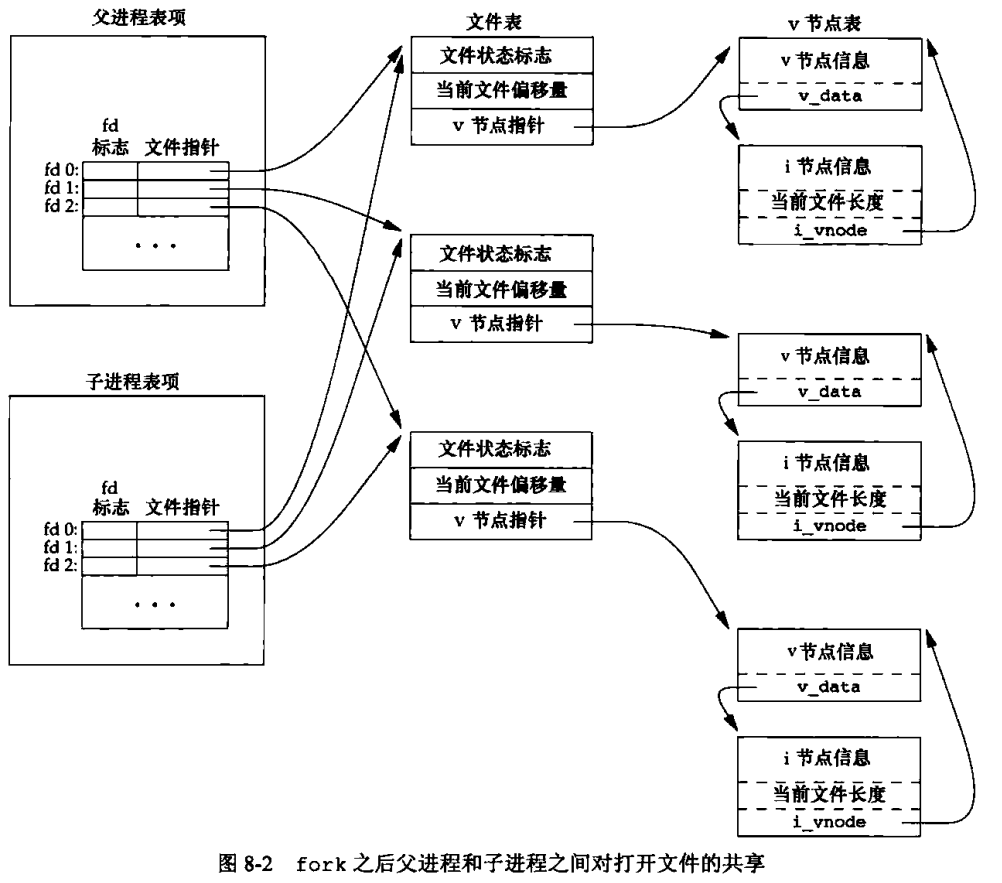 父进程表项
fd
标志 文件指针
fd 0:
fd 1:
fd 2:
· · ·
子进程表项
fd
标志 文件指针
fd 0:
fd 1:
fd 2:
· · ·
文件表
文件状态标志
当前文件偏移量
v 节点指针
文件状态标志
当前文件偏移量
v 节点指针
文件状态标志
当前文件偏移量
v 节点指针
v 节点表
v 节点信息
v_data
i 节点信息
当前文件长度
i_vnode
v 节点信息
v_data
i 节点信息
当前文件长度
i_vnode
v 节点信息
v_data
i 节点信息
当前文件长度
i_vnode
图 8-2 fork 之后父进程和子进程之间对打开文件的共享